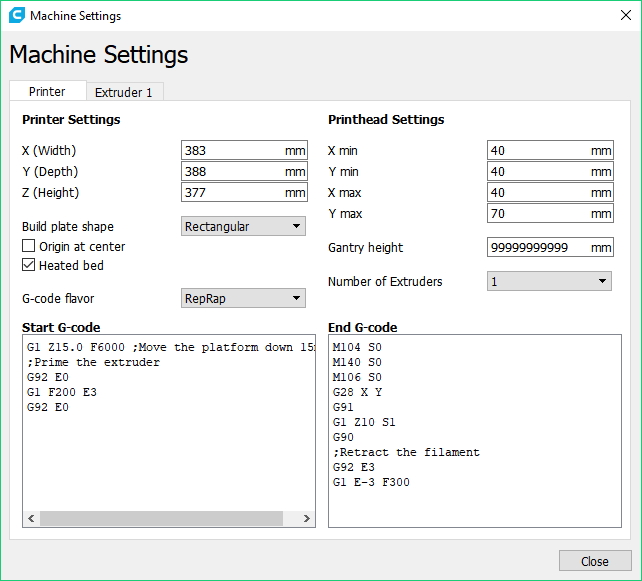 Machine Settings
Machine Settings
Printer
Extruder 1
Printer Settings
X (Width) 383 mm
Y (Depth) 388 mm
Z (Height) 377 mm
Build plate shape Rectangular
Origin at center
Heated bed
G-code flavor RepRap
Printhead Settings
X min 40 mm
Y min 40 mm
X max 40 mm
Y max 70 mm
Gantry height 99999999999 mm
Number of Extruders 1
Start G-code
G1 Z15.0 F6000 ;Move the platform down 15
;Prime the extruder
G92 E0
G1 F200 E3
G92 E0
End G-code
M104 S0
M140 S0
M106 S0
G28 X Y
G91
G1 Z10 S1
G90
;Retract the filament
G92 E3
G1 E-3 F300
Close